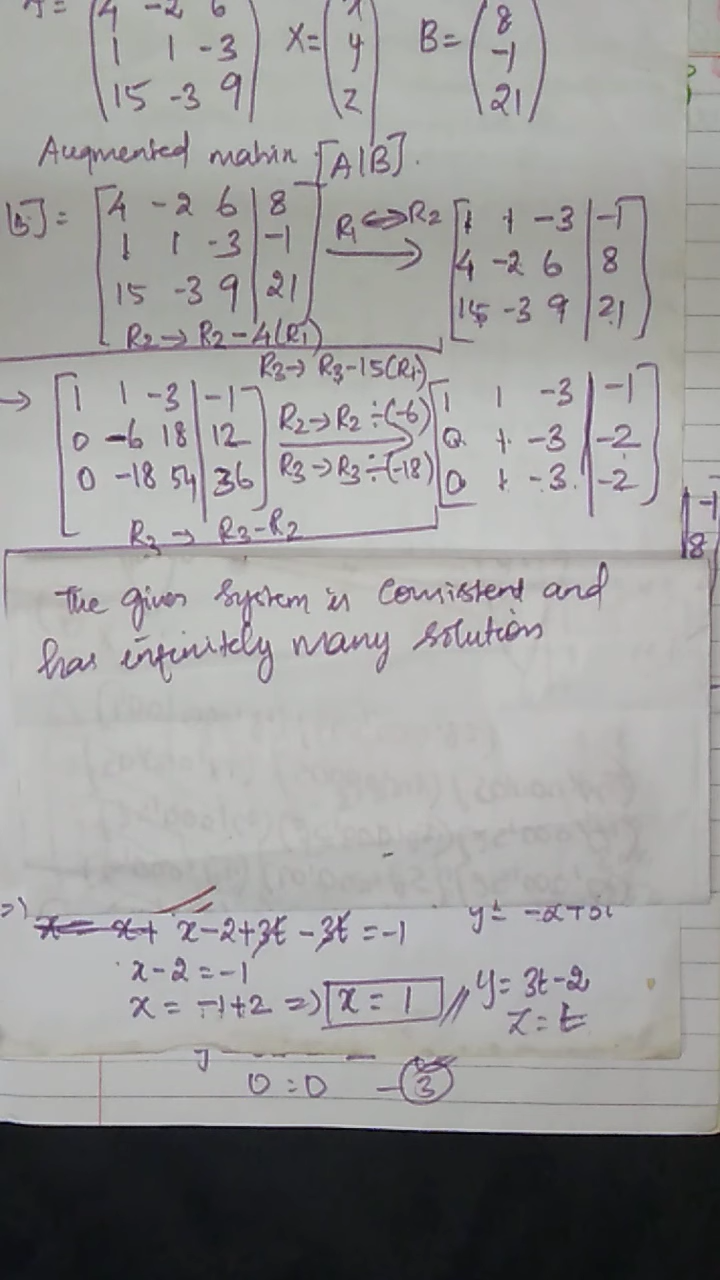 4 -2 6
1 1 -3 X= y B= 8
15 -3 9 z -1
21
Augmented matrix [A|B].
B]= [4 -2 6 | 8
1 1 -3 | -1
15 -3 9 | 21] R1 ⟺ R2 → [1 1 -3 | -1
4 -2 6 | 8
15 -3 9 | 21]
R2 → R2-4(R1)
R3 → R3-15(R1)
→ [1 1 -3 | -1
0 -6 18 | 12
0 -18 54 | 36] R2→R2÷(-6) R3→R3÷(-18) [1 1 -3 | -1
0 + -3 | -2
0 + -3. | -2]
R3 → R3-R2
-1
8
The given system is consistent and
has infinitely many solution
x-2+3t-3t=-1
x-2=-1 y=3t-2
x=-1+2 =) x=1 // z=t
0=0 -③